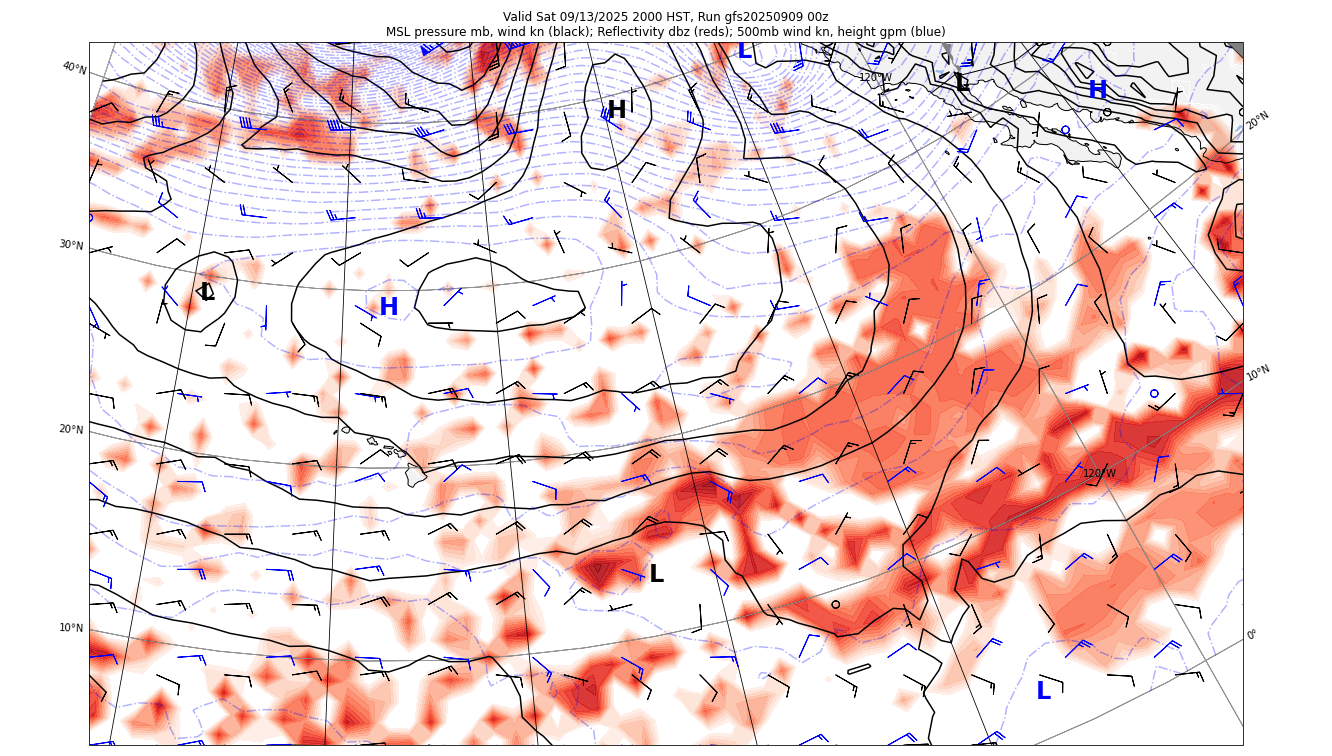 Valid Sat 09/13/2025 2000 HST, Run gfs20250909 00z
MSL pressure mb, wind kn (black); Reflectivity dbz (reds); 500mb wind kn, height gpm (blue)
L
40°N
120°W
L
H
H
20°N
30°N
L
H
10°N
20°N
120°W
L
10°N
0°
L